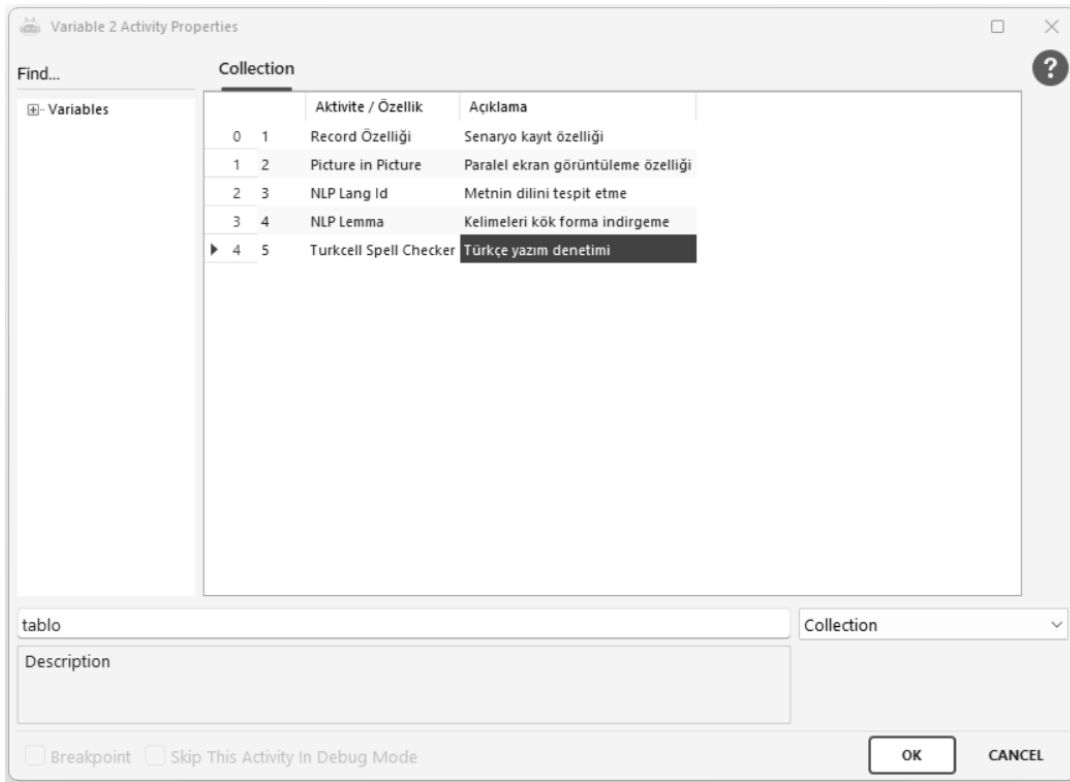 Variable 2 Activity Properties
Find...
Collection
?
Variables
Aktivite / Özellik Açıklama
0 1 Record Özelliği Senaryo kayıt özelliği
1 2 Picture in Picture Paralel ekran görüntüleme özelliği
2 3 NLP Lang Id Metnin dilini tespit etme
3 4 NLP Lemma Kelimeleri kök forma indirgeme
4 5 Turkcell Spell Checker Türkçe yazım denetimi
tablo Collection
Description
Breakpoint Skip This Activity In Debug Mode OK CANCEL